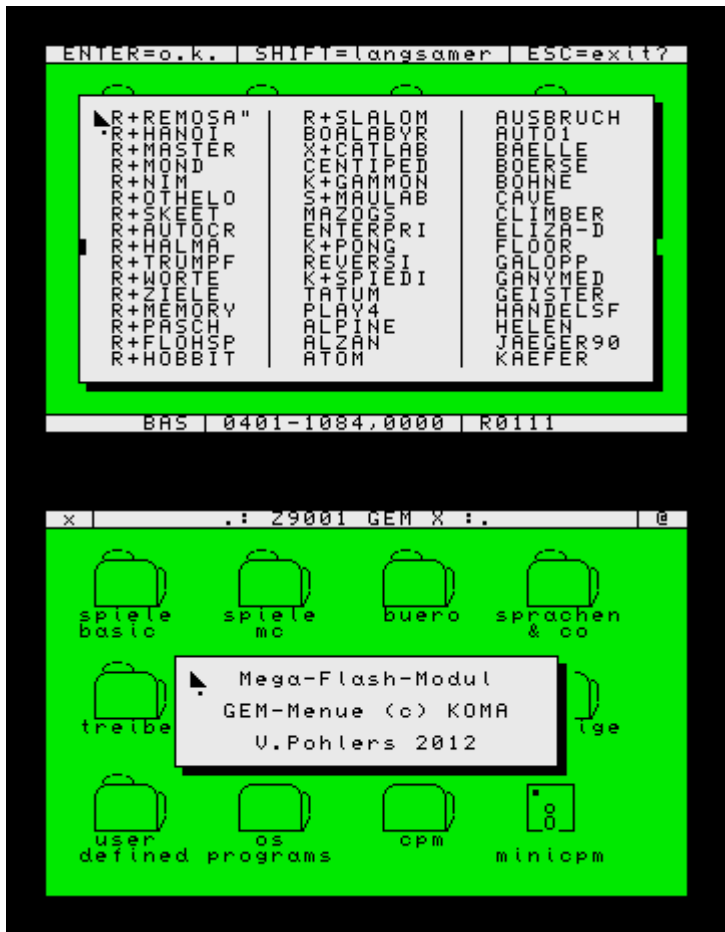 ENTER=o.k. | SHIFT=langsamer | ESC=exit?
R+REMOSA" R+SLALOM AUSBRUCH
R+HANOI BOALABYR AUTO1
R+MASTER X+CATLAB BAELLE
R+MOND CENTIPED BOERSE
R+NIM K+GAMMON BOHNE
R+OTHELO S+MAULAB CAVE
R+SKEET MAZOGS CLIMBER
R+AUTOCR ENTERPRI ELIZA-D
R+HALMA K+PONG FLOOR
R+TRUMPF REVERSI GALOPP
R+WORTE K+SPIEDI GANYMED
R+ZIELE TATUM GEISTER
R+MEMORY PLAY4 HANDELSF
R+PASCH ALPINE HELEN
R+FLOHSP ALZAN JAEGER90
R+HOBBIT ATOM KAEFER
BAS | 0401-1084,0000 | R0111
x | .: Z9001 GEM X :. | @
spiele spiele buero sprachen
basic mc & co
Mega-Flash-Modul
GEM-Menue (c) KOMA
treibe ige
V.Pohlers 2012
user os cpm
defined programs minicpm